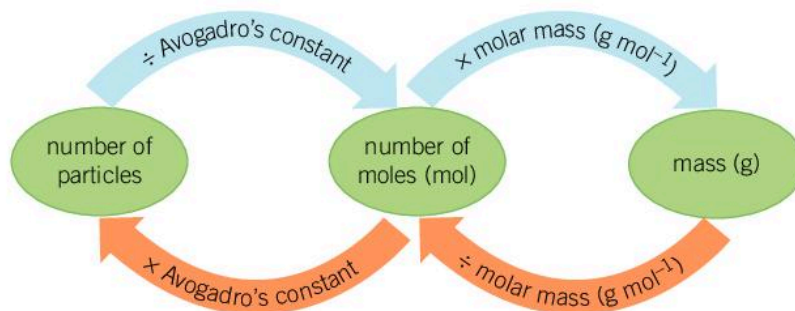 ÷ Avogadro's constant
× molar mass (g mol⁻¹)
number of
particles
number of
moles (mol)
mass (g)
× Avogadro's constant
÷ molar mass (g mol⁻¹)